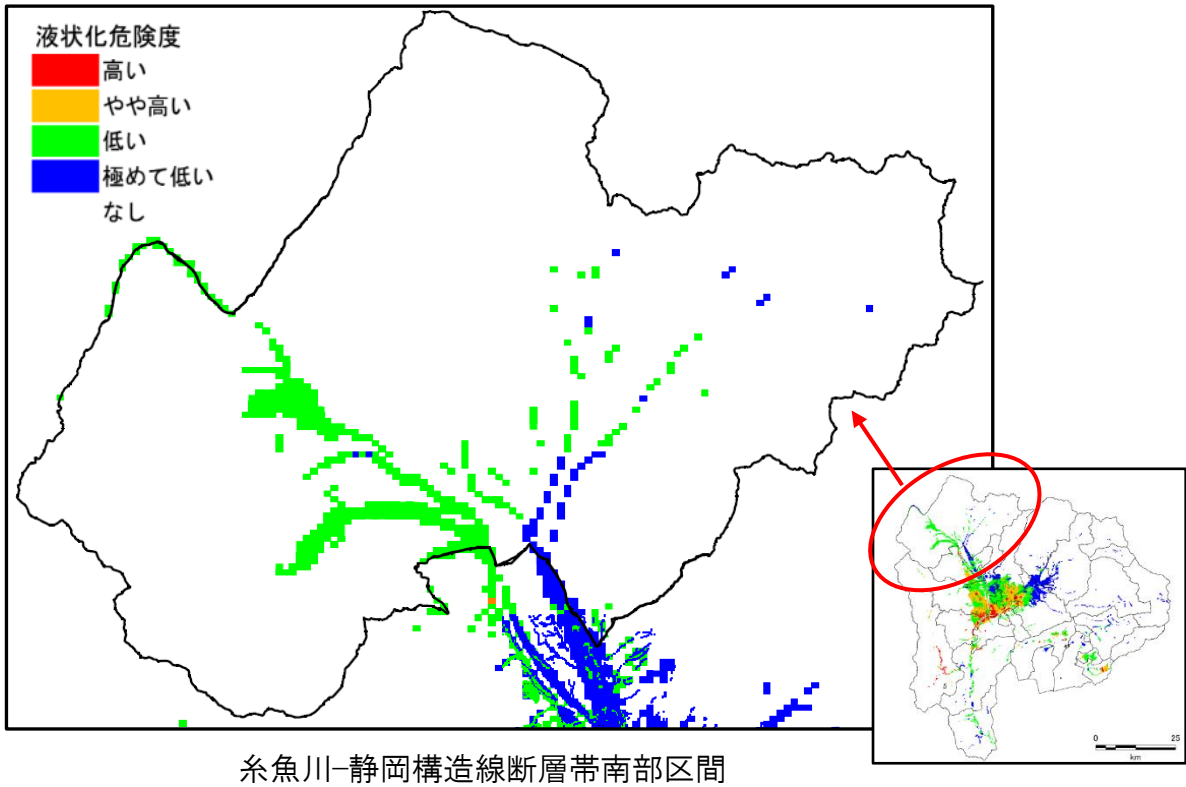 液状化危険度
高い
やや高い
低い
極めて低い
なし
0 25
km
糸魚川−静岡構造線断層帯南部区間